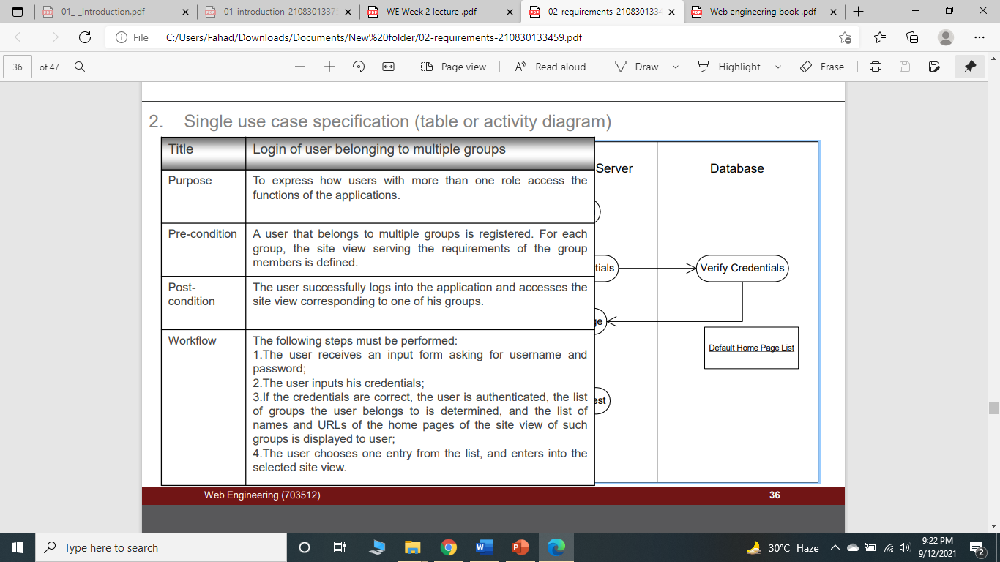 01_-_Introduction.pdf
01-introduction-2108301337
WE Week 2 lecture .pdf
02-requirements-2108301334
Web engineering book .pdf
File
C:/Users/Fahad/Downloads/Documents/New%20folder/02-requirements-210830133459.pdf
36 of 47
Page view
Read aloud
Draw
Highlight
Erase
2. Single use case specification (table or activity diagram)
Title
Login of user belonging to multiple groups
Purpose
To express how users with more than one role access the
functions of the applications.
Pre-condition
A user that belongs to multiple groups is registered. For each
group, the site view serving the requirements of the group
members is defined.
Post-
condition
The user successfully logs into the application and accesses the
site view corresponding to one of his groups.
Workflow
The following steps must be performed:
1.The user receives an input form asking for username and
password;
2.The user inputs his credentials;
3.If the credentials are correct, the user is authenticated, the list
of groups the user belongs to is determined, and the list of
names and URLs of the home pages of the site view of such
groups is displayed to user;
4.The user chooses one entry from the list, and enters into the
selected site view.
Server
Database
tials
Verify Credentials
ge
Default Home Page List
est
Web Engineering (703512)
36
Type here to search
30°C Haze
9:22 PM
9/12/2021
2